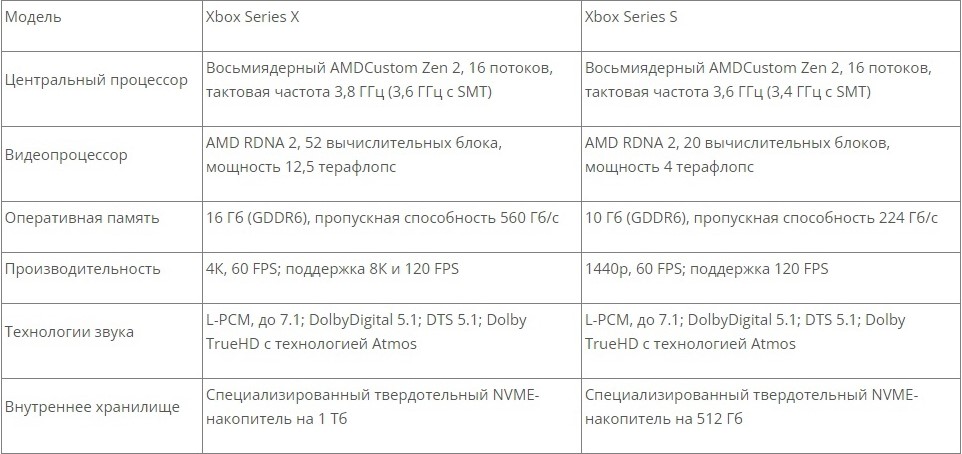 Модель
Xbox Series X
Xbox Series S
Центральный процессор
Восьмиядерный AMDCustom Zen 2, 16 потоков,
тактовая частота 3,8 ГГц (3,6 ГГц с SMT)
Восьмиядерный AMDCustom Zen 2, 16 потоков,
тактовая частота 3,6 ГГц (3,4 ГГц с SMT)
Видеопроцессор
AMD RDNA 2, 52 вычислительных блока,
мощность 12,5 терафлопс
AMD RDNA 2, 20 вычислительных блоков,
мощность 4 терафлопс
Оперативная память
16 Гб (GDDR6), пропускная способность 560 Гб/с
10 Гб (GDDR6), пропускная способность 224 Гб/с
Производительность
4К, 60 FPS; поддержка 8К и 120 FPS
1440р, 60 FPS; поддержка 120 FPS
Технологии звука
L-PCM, до 7.1; DolbyDigital 5.1; DTS 5.1; Dolby
TrueHD с технологией Atmos
L-PCM, до 7.1; DolbyDigital 5.1; DTS 5.1; Dolby
TrueHD с технологией Atmos
Внутреннее хранилище
Специализированный твердотельный NVME-
накопитель на 1 Тб
Специализированный твердотельный NVME-
накопитель на 512 Гб